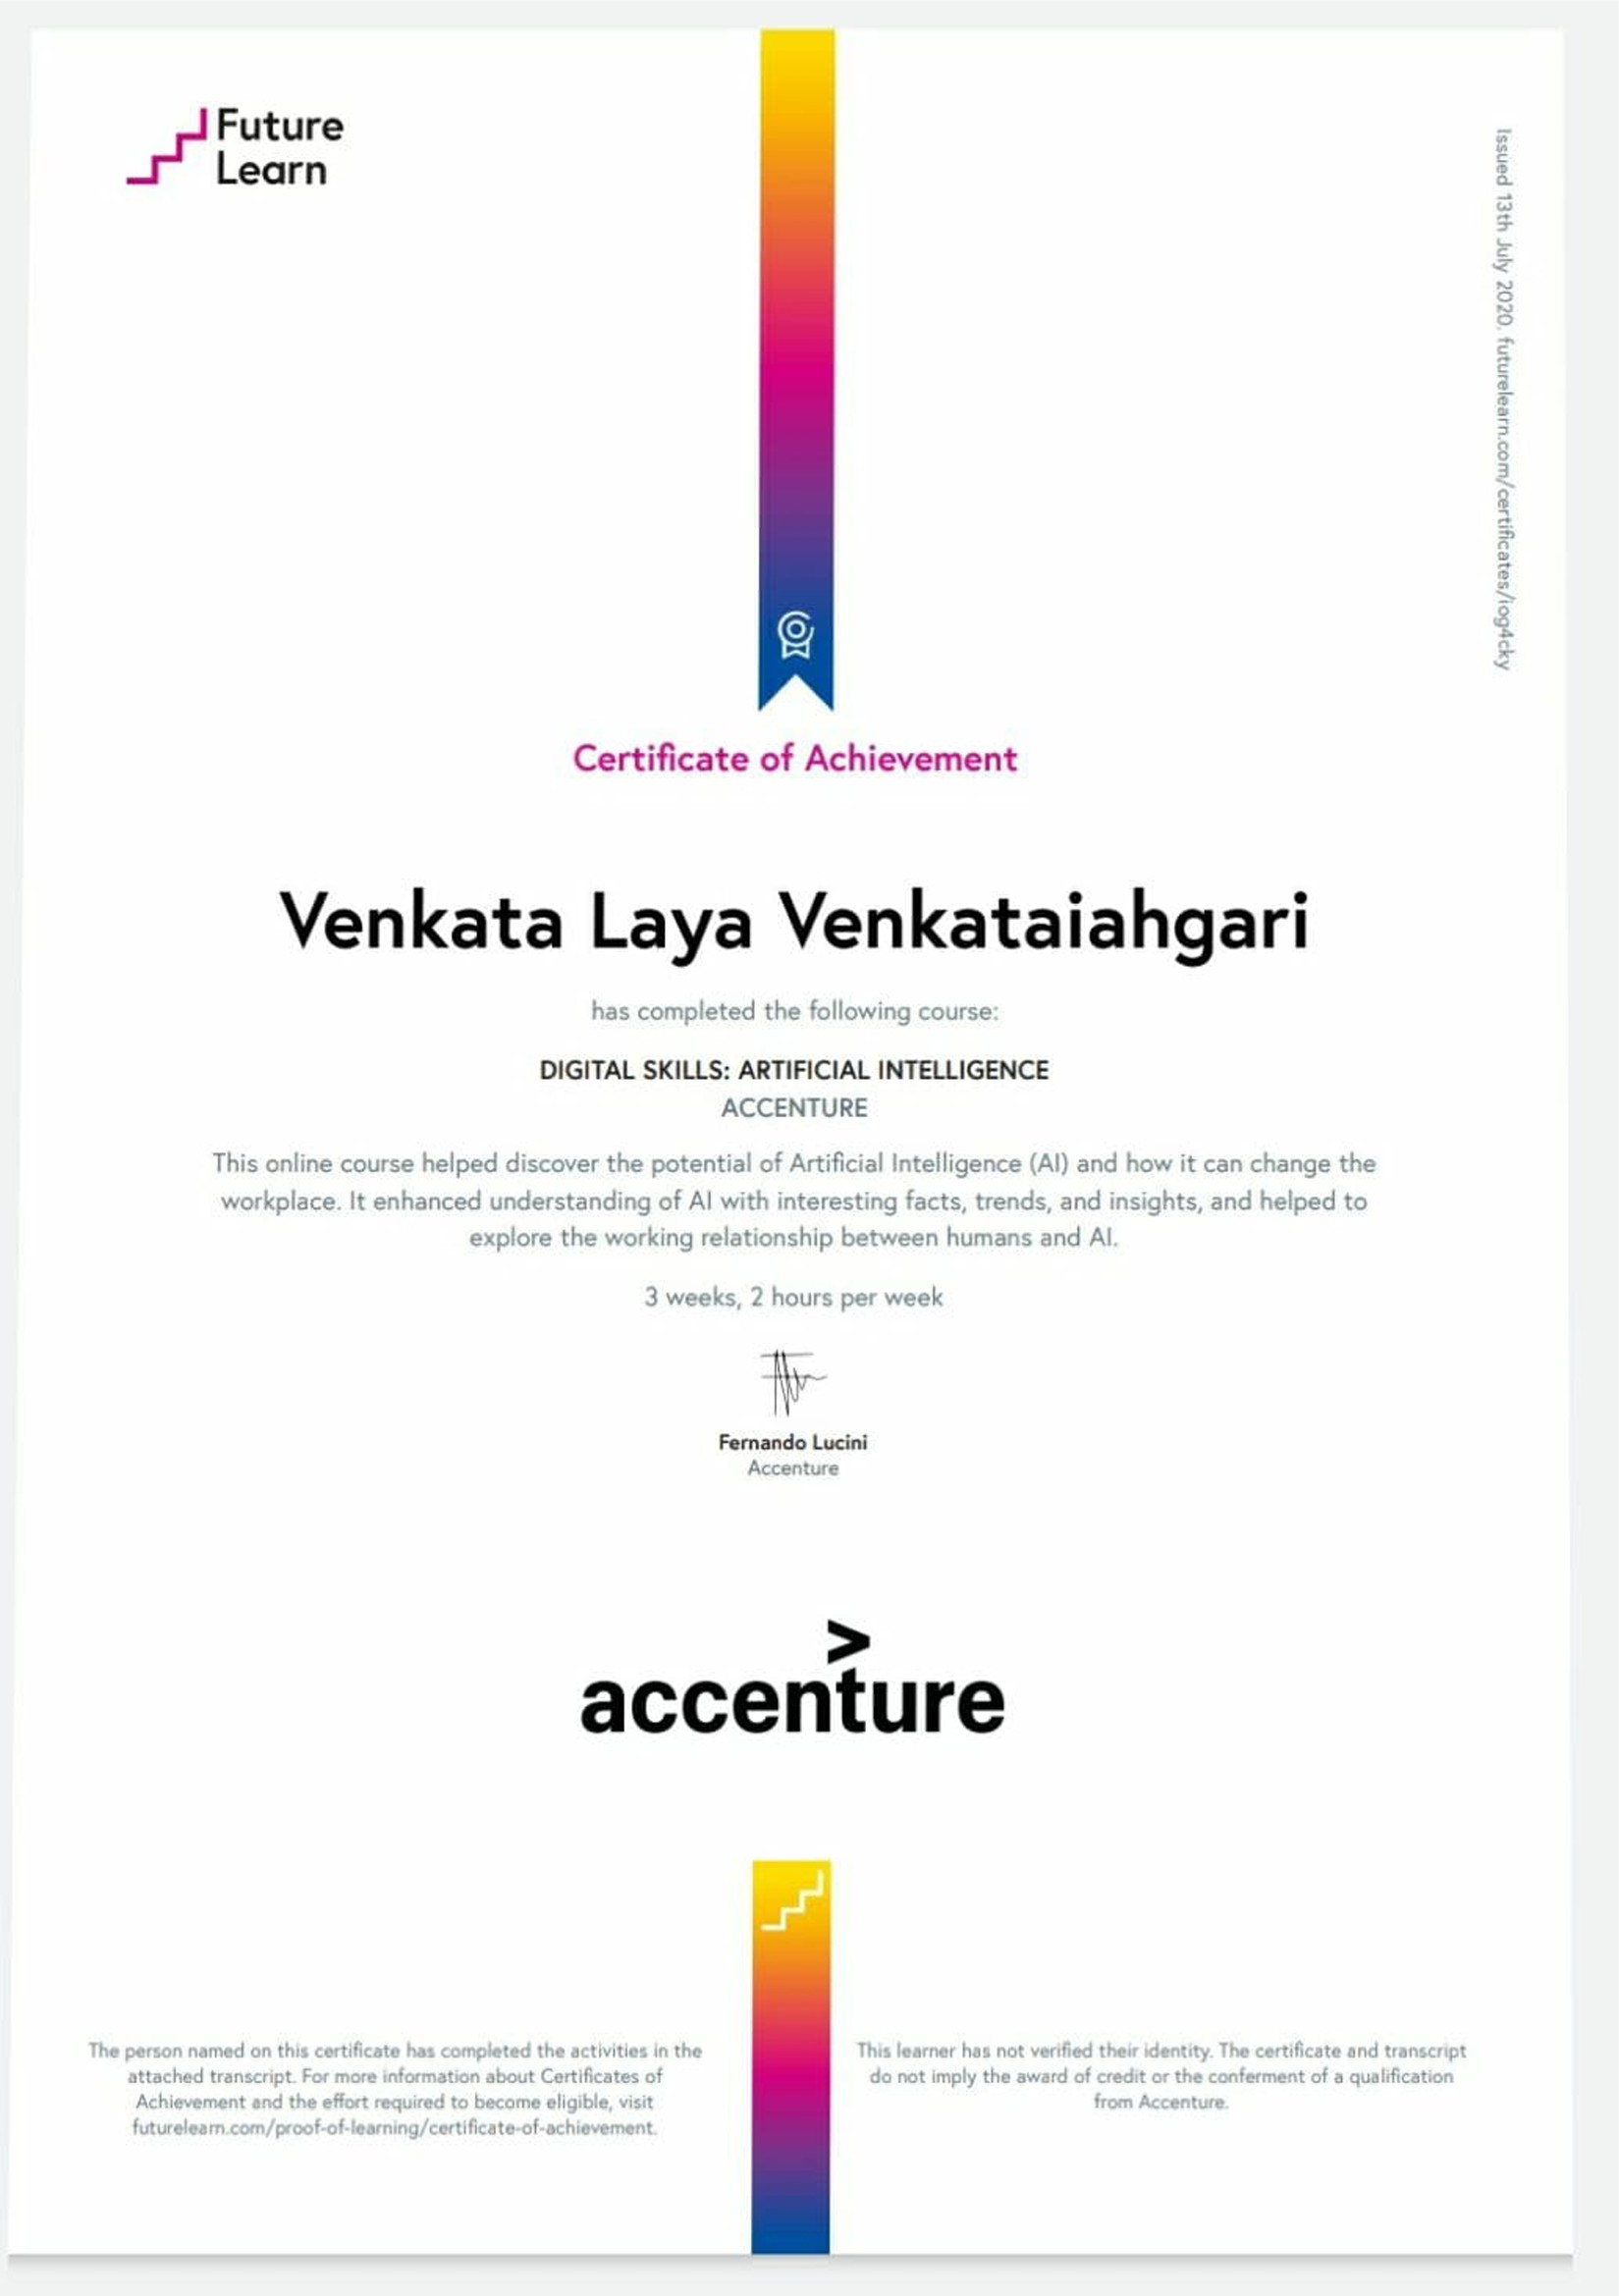 Future
Learn
Issued 13th July 2020. futurelearn.com/certificates/iog4cky
Certificate of Achievement
Venkata Laya Venkataiahgari
has completed the following course:
DIGITAL SKILLS: ARTIFICIAL INTELLIGENCE
ACCENTURE
This online course helped discover the potential of Artificial Intelligence (AI) and how it can change the
workplace. It enhanced understanding of AI with interesting facts, trends, and insights, and helped to
explore the working relationship between humans and AI.
3 weeks, 2 hours per week
Fernando Lucini
Accenture
accenture
The person named on this certificate has completed the activities in the
attached transcript. For more information about Certificates of
Achievement and the effort required to become eligible, visit
futurelearn.com/proof-of-learning/certificate-of-achievement.
This learner has not verified their identity. The certificate and transcript
do not imply the award of credit or the conferment of a qualification
from Accenture.